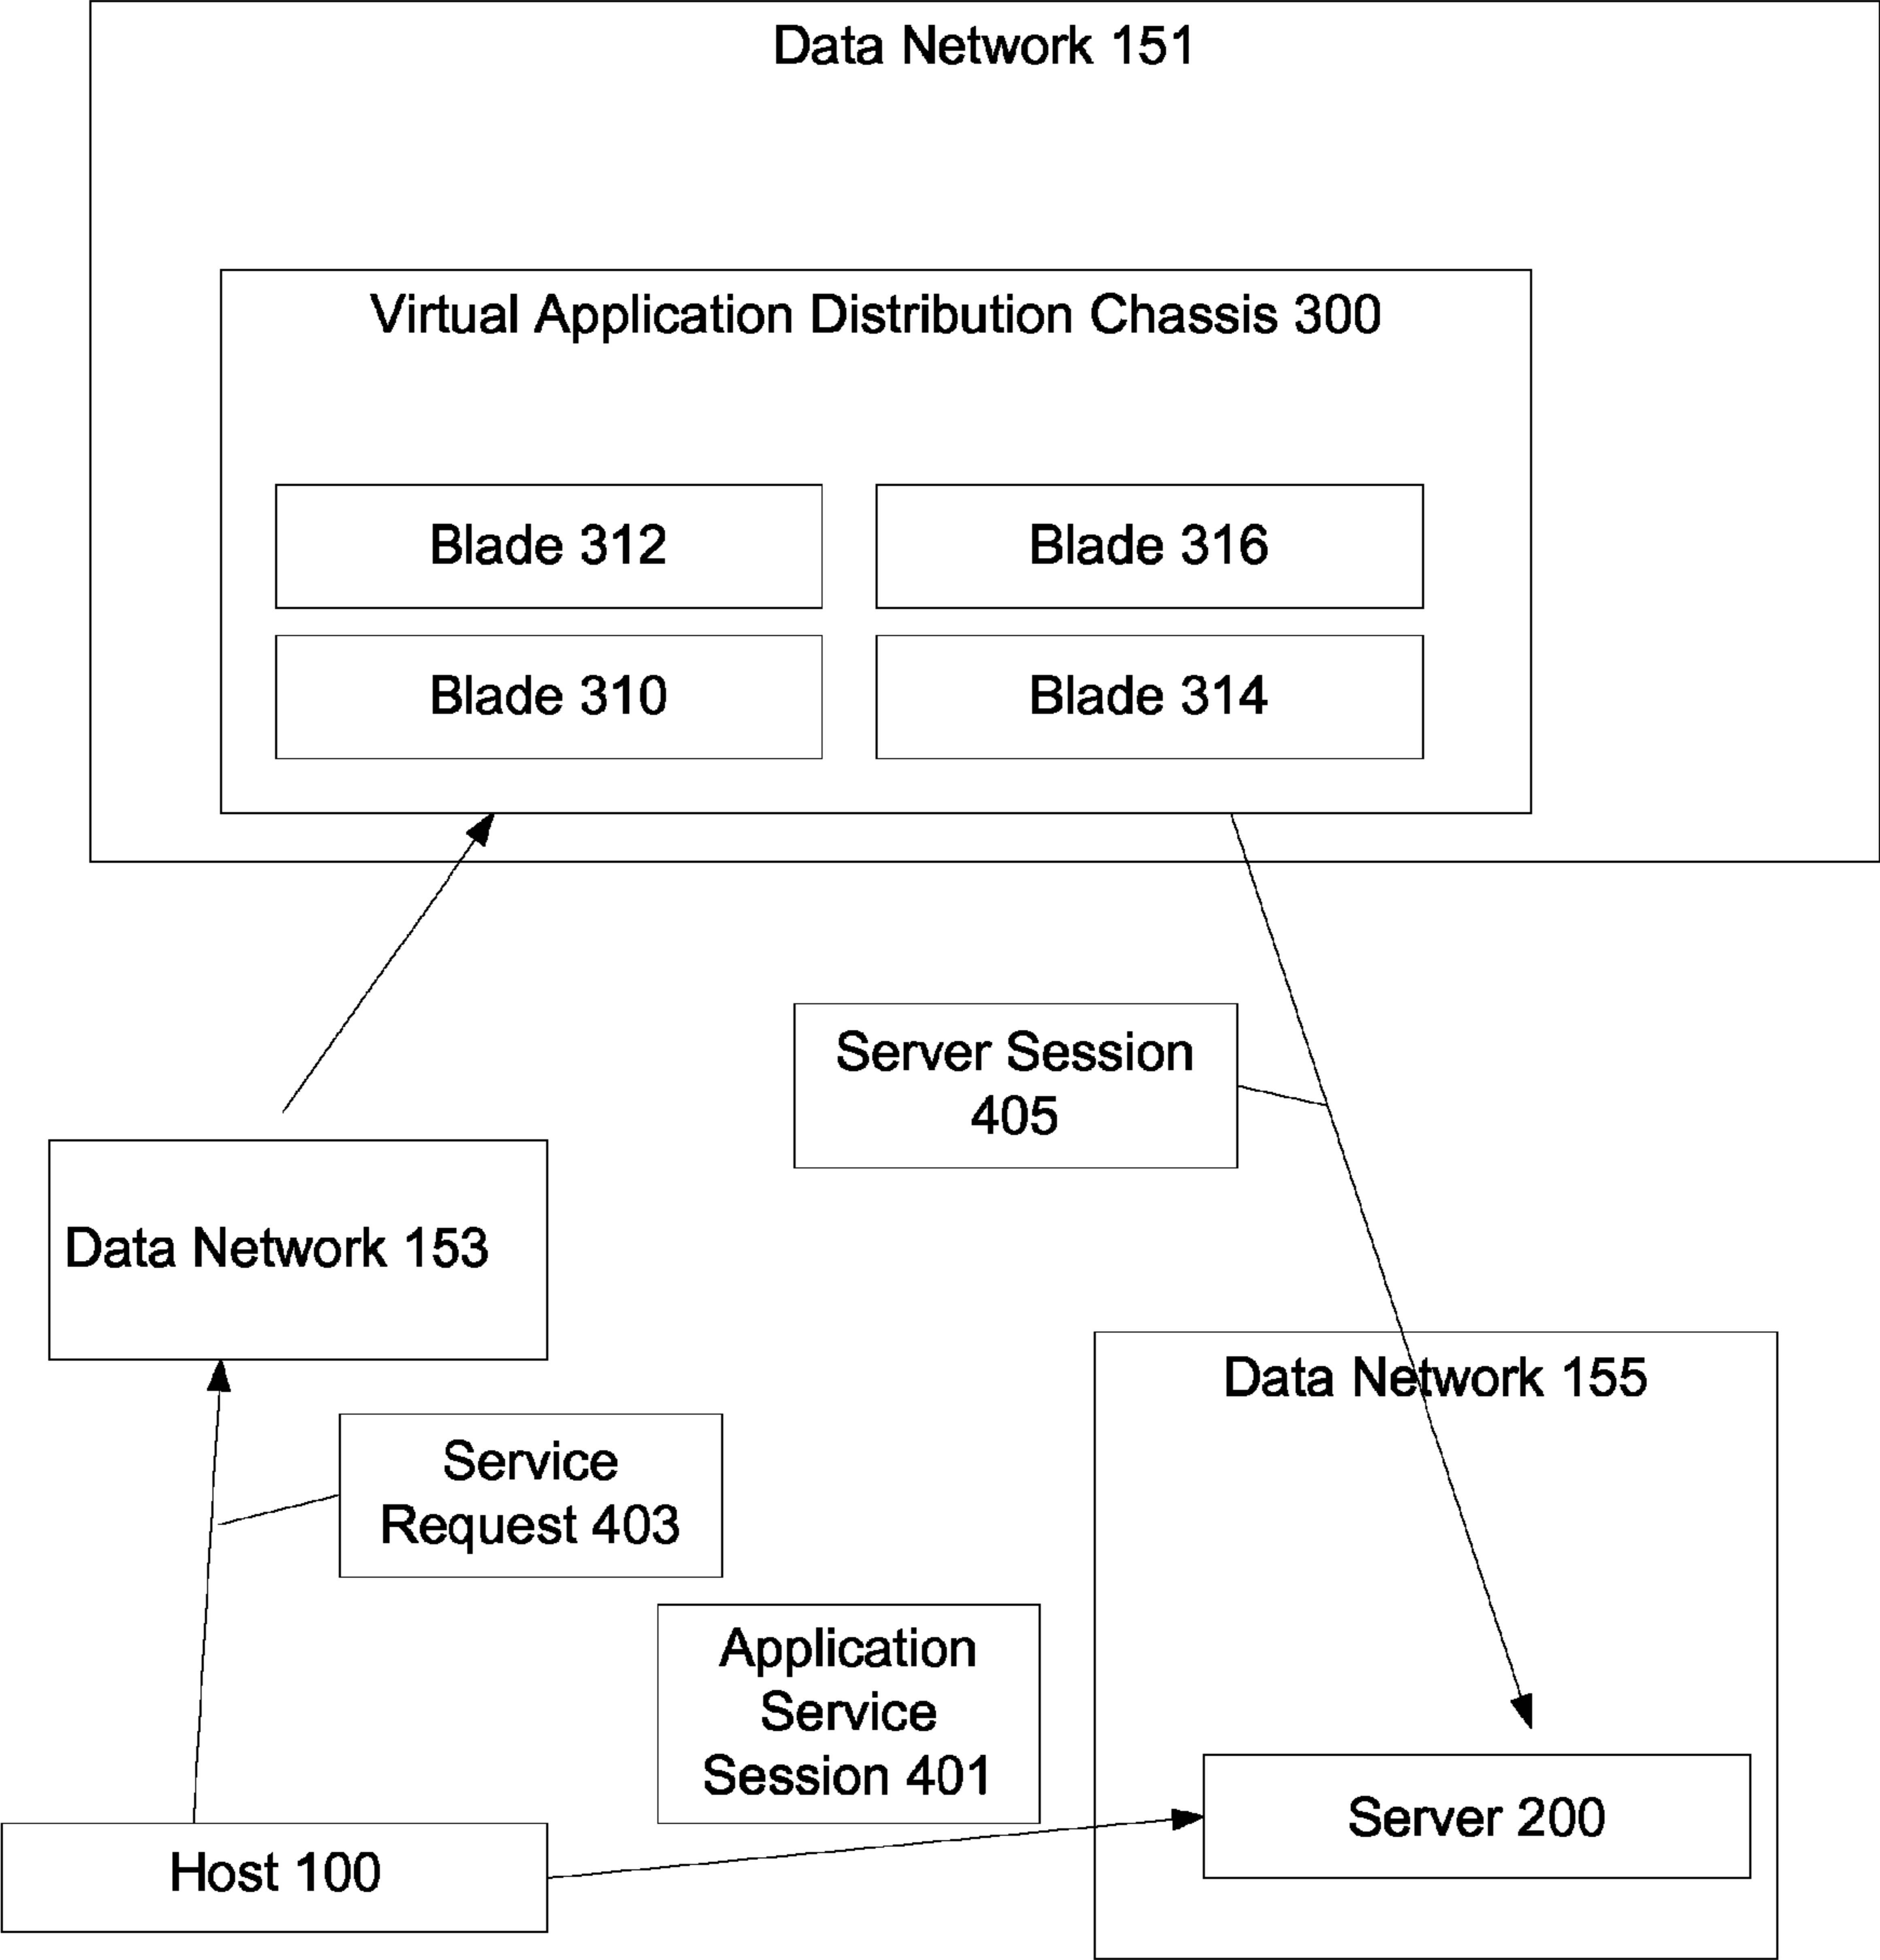 Data Network 151
Virtual Application Distribution Chassis 300
Blade 312
Blade 316
Blade 310
Blade 314
Server Session
405
Data Network 153
Data Network 155
Service
Request 403
Application
Service
Session 401
Server 200
Host 100